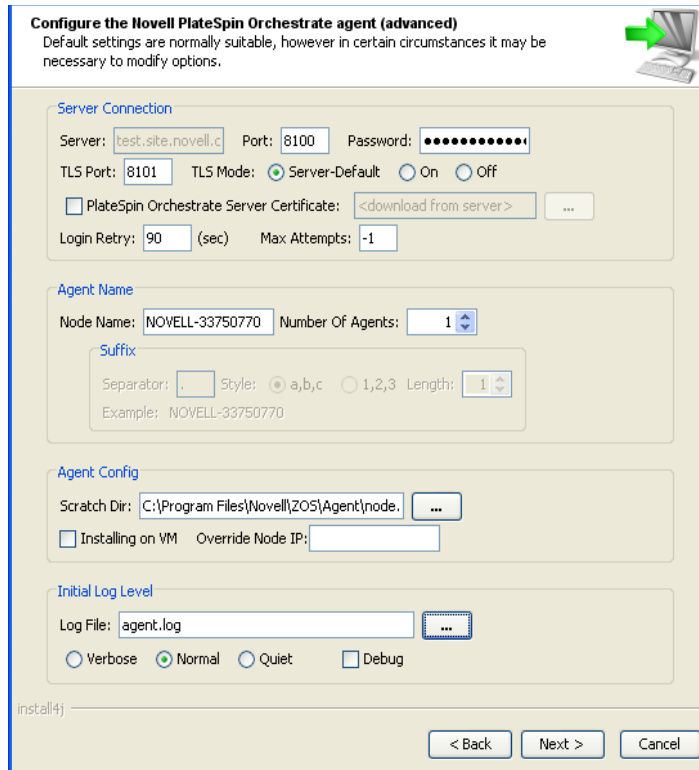 Configure the Novell PlateSpin Orchestrate agent (advanced)
Default settings are normally suitable, however in certain circumstances it may be
necessary to modify options.
Server Connection
Server: test.site.novell.c Port: 8100 Password: ●●●●●●●●●●●●●
TLS Port: 8101 TLS Mode: Server-Default On Off
PlateSpin Orchestrate Server Certificate: <download from server> ...
Login Retry: 90 (sec) Max Attempts: -1
Agent Name
Node Name: NOVELL-33750770 Number Of Agents: 1
Suffix
Separator: . Style: a,b,c 1,2,3 Length: 1
Example: NOVELL-33750770
Agent Config
Scratch Dir: C:\Program Files\Novell\ZOS\Agent\node. ...
Installing on VM Override Node IP:
Initial Log Level
Log File: agent.log ...
Verbose Normal Quiet Debug
install4j
< Back Next > Cancel